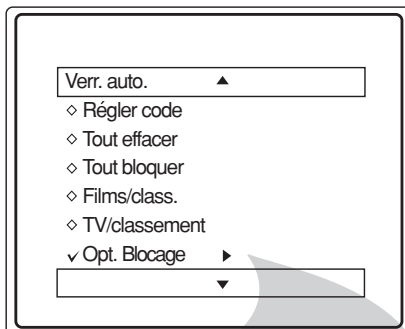 Verr. auto. ▲
◇ Régler code
◇ Tout effacer
◇ Tout bloquer
◇ Films/class.
◇ TV/classement
✓ Opt. Blocage ▶
▼